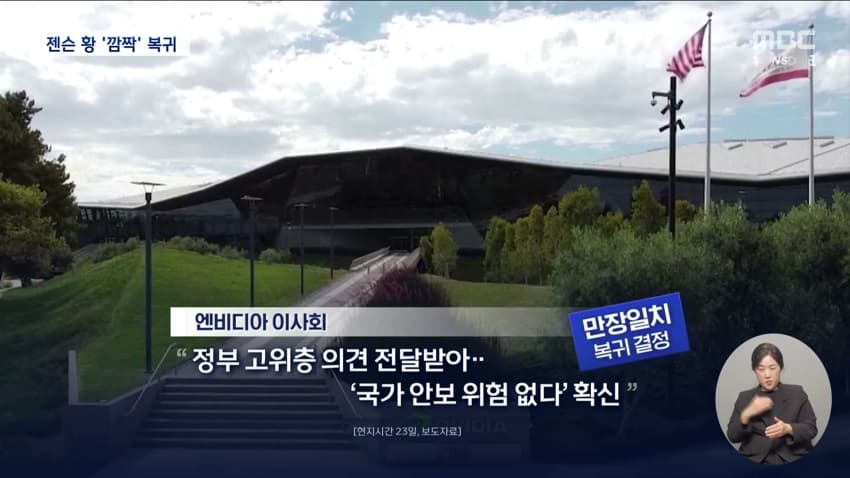 젠슨 황 '깜짝' 복귀
MBC
엔비디아 이사회
만장일치
복귀 결정
“ 정부 고위층 의견 전달받아··
‘국가 안보 위험 없다’ 확신 ”
[현지시간 23일, 보도자료]